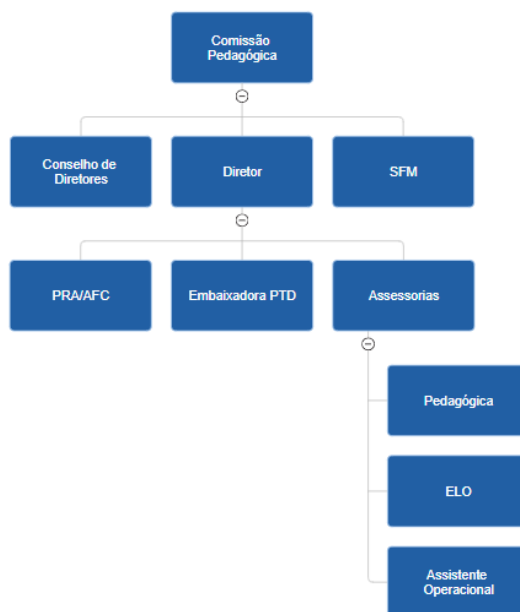 Comissão
Pedagógica
Conselho de
Diretores
Diretor
SFM
PRA/AFC
Embaixadora PTD
Assessorias
Pedagógica
ELO
Assistente
Operacional